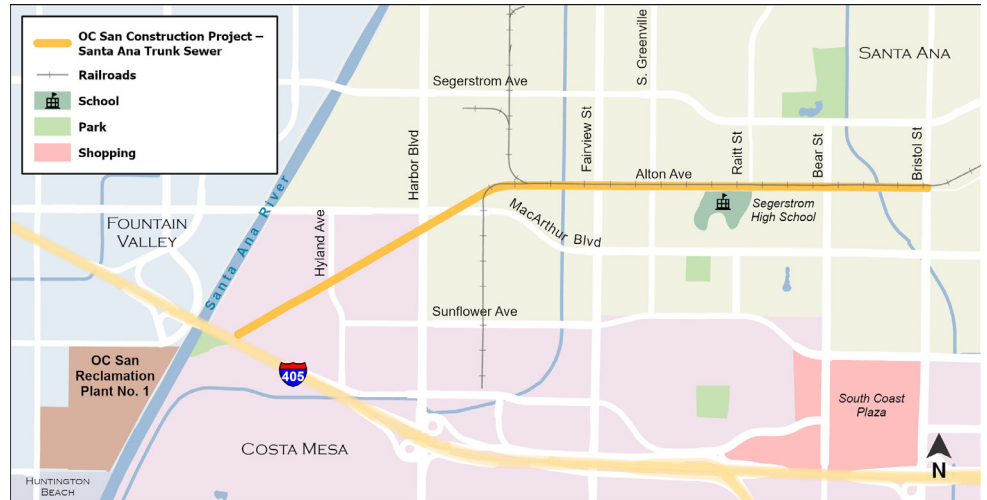 OC San Construction Project –
Santa Ana Trunk Sewer
Railroads
School
Park
Shopping
SANTA ANA
Segerstrom Ave
S. Greenville
Harbor Blvd
Fairview St
Raitt St
Bear St
Bristol St
Alton Ave
Segerstrom
High School
MacArthur Blvd
FOUNTAIN
VALLEY
Santa Ana River
Hyland Ave
Sunflower Ave
OC San
Reclamation
Plant No. 1
405
South Coast
Plaza
COSTA MESA
HUNTINGTON
BEACH
N